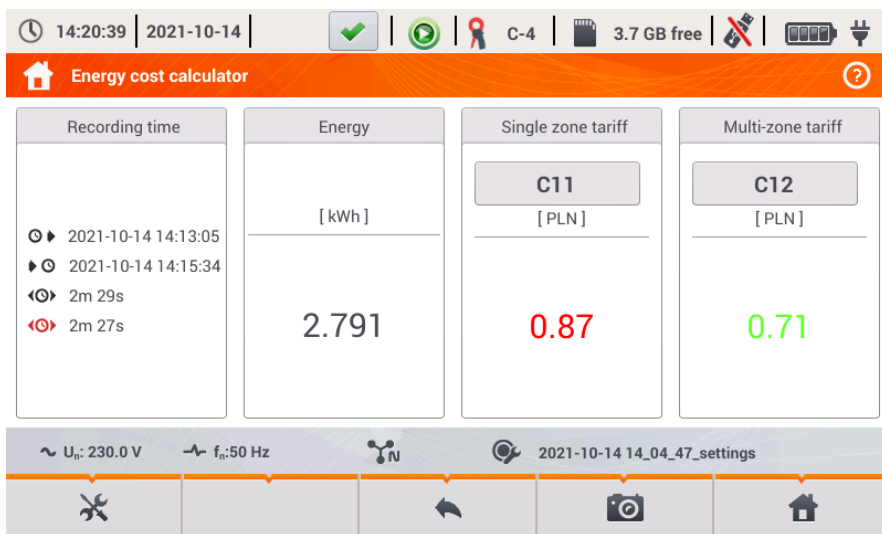 14:20:39 2021-10-14 C-4 3.7 GB free
Energy cost calculator ?
Recording time
2021-10-14 14:13:05
2021-10-14 14:15:34
2m 29s
2m 27s
Energy
[ kWh ]
2.791
Single zone tariff
C11
[ PLN ]
0.87
Multi-zone tariff
C12
[ PLN ]
0.71
Un: 230.0 V fn:50 Hz N 2021-10-14 14_04_47_settings